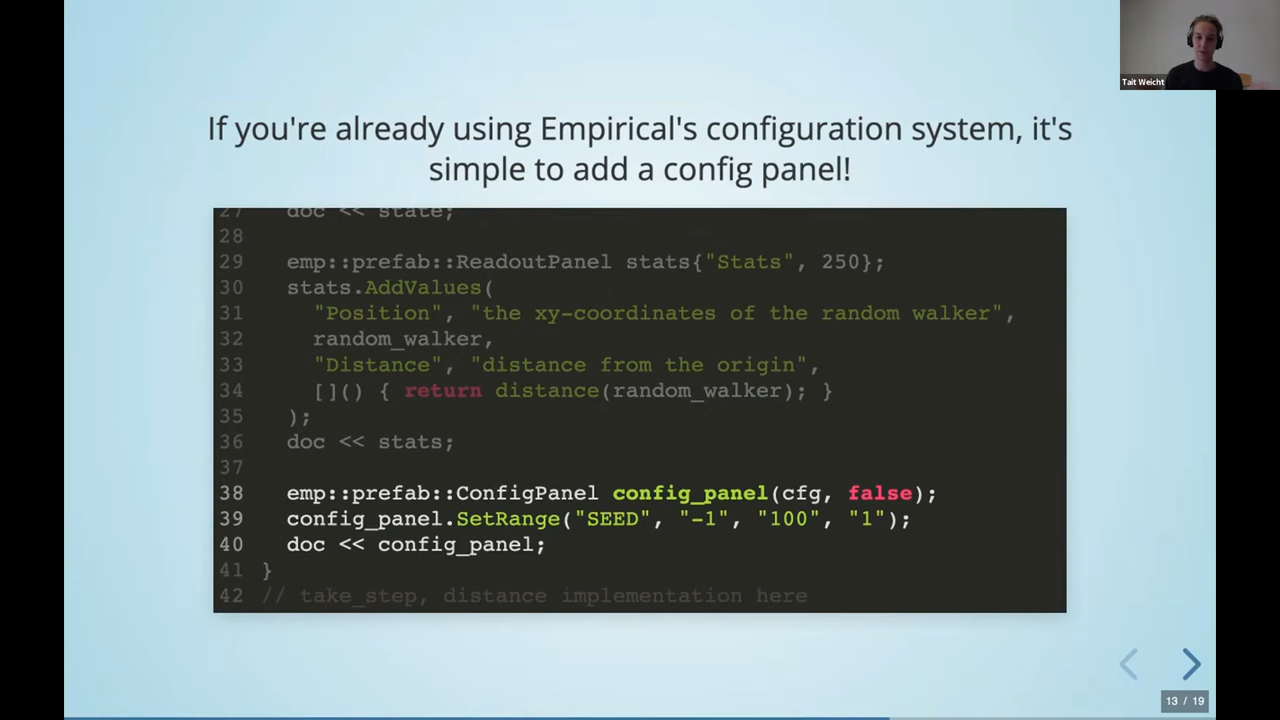 Tait Weicht
If you're already using Empirical's configuration system, it's
simple to add a config panel!
27 doc << state;
28
29 emp::prefab::ReadoutPanel stats{"Stats", 250};
30 stats.AddValues(
31 "Position", "the xy-coordinates of the random walker",
32 random_walker,
33 "Distance", "distance from the origin",
34 []() { return distance(random_walker); }
35 );
36 doc << stats;
37
38 emp::prefab::ConfigPanel config_panel(cfg, false);
39 config_panel.SetRange("SEED", "-1", "100", "1");
40 doc << config_panel;
41 }
42 // take_step, distance implementation here
13 / 19